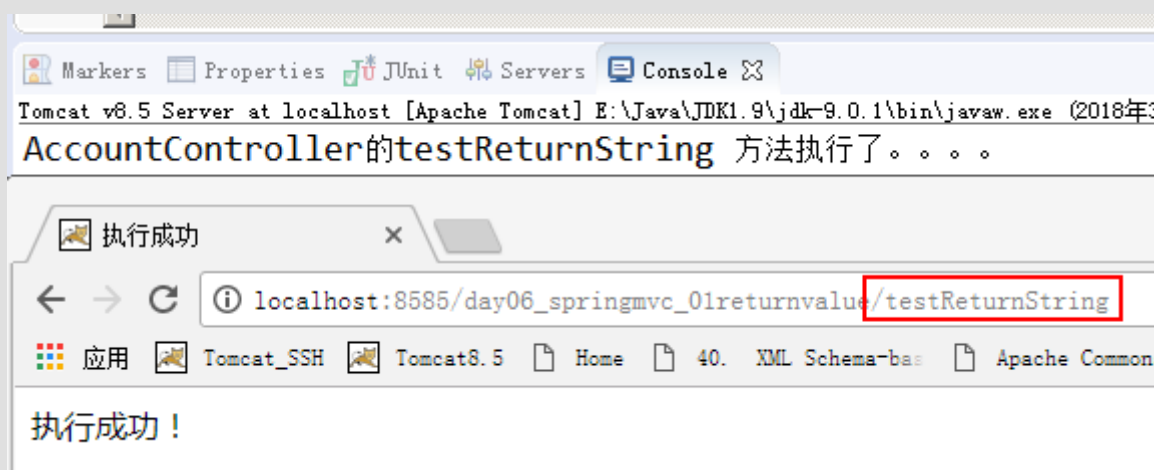 Markers Properties JUnit Servers Console
Tomcat v8.5 Server at localhost [Apache Tomcat] E:\Java\JDK1.9\jdk-9.0.1\bin\javaw.exe (2018年3
AccountController的testReturnString 方法执行了。。。。
执行成功
localhost:8585/day06_springmvc_01returnvalue/testReturnString
应用 Tomcat_SSH Tomcat8.5 Home 40. XML Schema-bas Apache Common
执行成功！